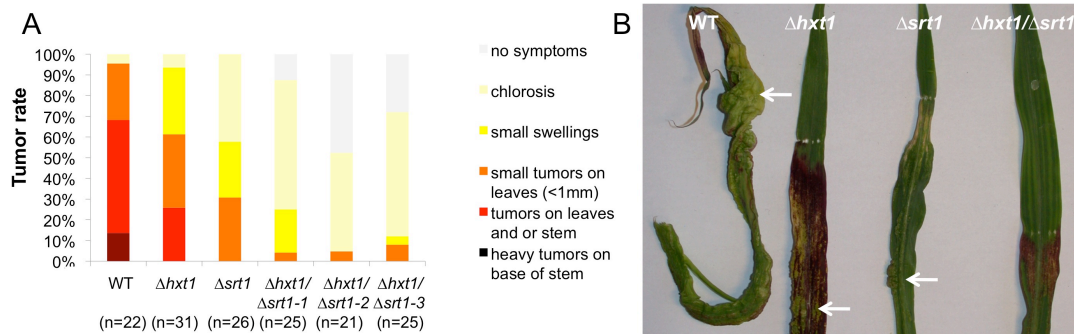 A
100%
90%
80%
70%
60%
50%
40%
30%
20%
10%
0%
Tumor rate
WT
Δhxt1
Δsrt1
Δhxt1/
Δsrt1-1
Δhxt1/
Δsrt1-2
Δhxt1/
Δsrt1-3
(n=22)
(n=31)
(n=26)
(n=25)
(n=21)
(n=25)
no symptoms
chlorosis
small swellings
small tumors on
leaves (<1mm)
tumors on leaves
and or stem
heavy tumors on
base of stem
B
WT
Δhxt1
Δsrt1
Δhxt1/Δsrt1